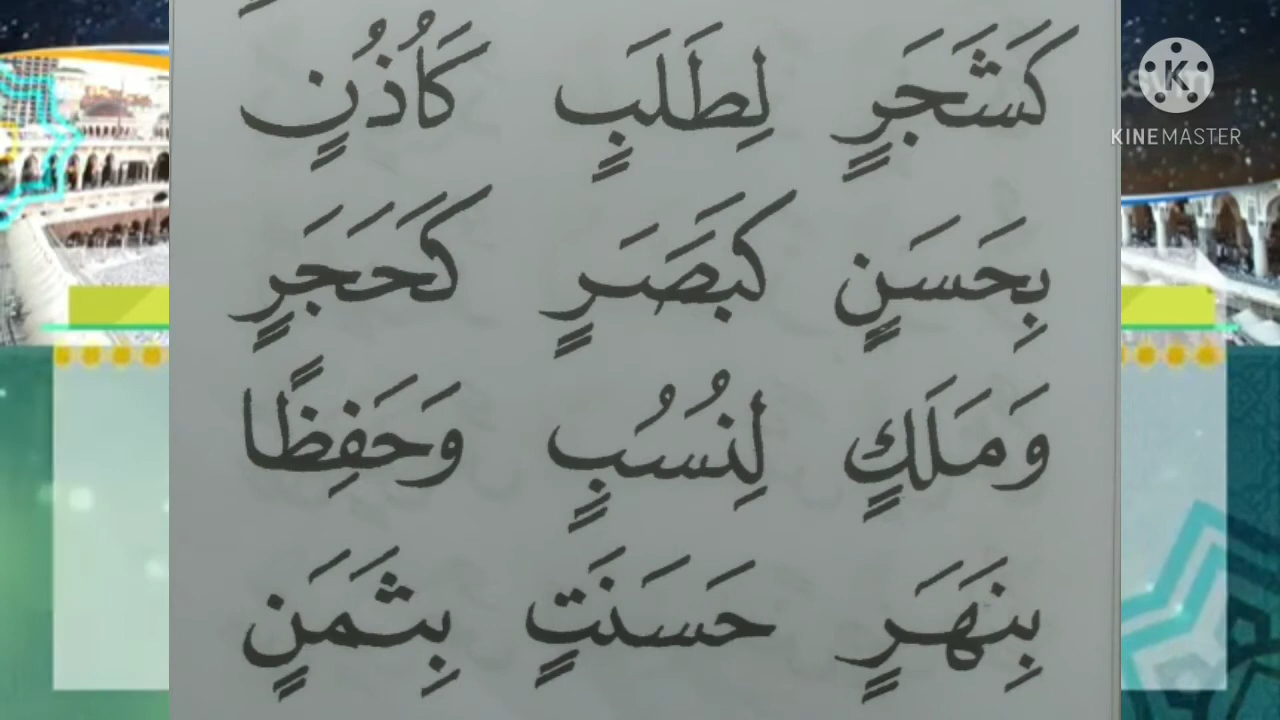 كَشَجَرٍ لِطَلَبٍ كَاُذُنٍ
بِحَسَنٍ كَبَصَرٍ كَحَجَرٍ
وَمَلَكٍ لِنُسُبٍ وَحَفِظًا
بِنَهَرٍ حَسَنَتٍ بِثَمَنٍ
KINEMASTER